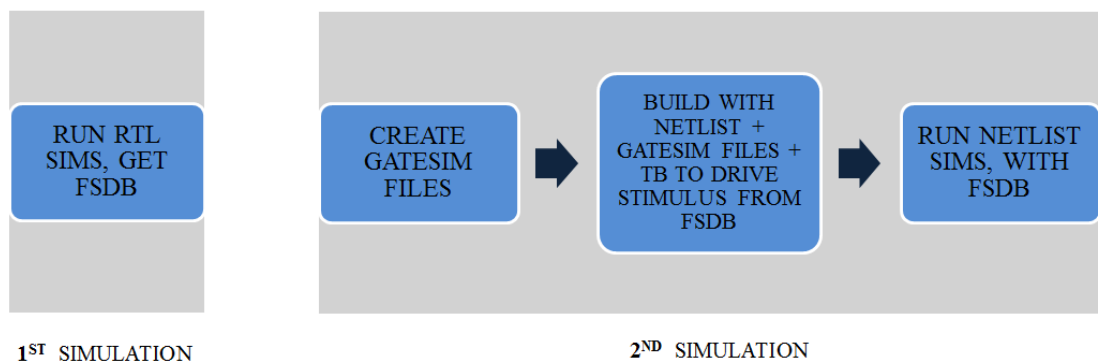 RUN RTL
SIMS, GET
FSDB
CREATE
GATESIM
FILES
BUILD WITH
NETLIST +
GATESIM FILES +
TB TO DRIVE
STIMULUS FROM
FSDB
RUN NETLIST
SIMS, WITH
FSDB
1ST SIMULATION
2ND SIMULATION